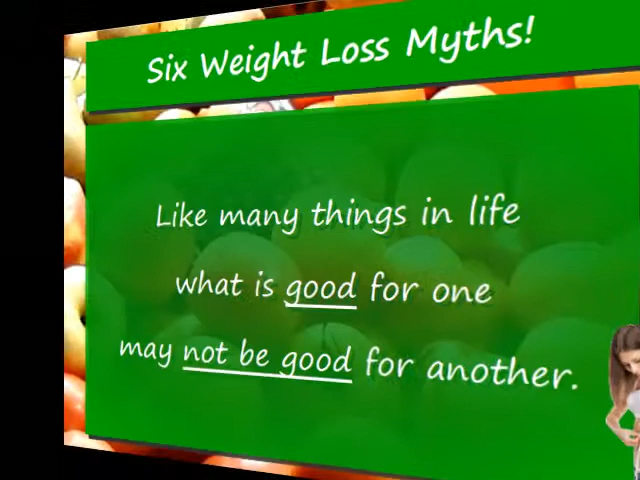 Six Weight Loss Myths!
Like many things in life
what is good for one
may not be good for another.